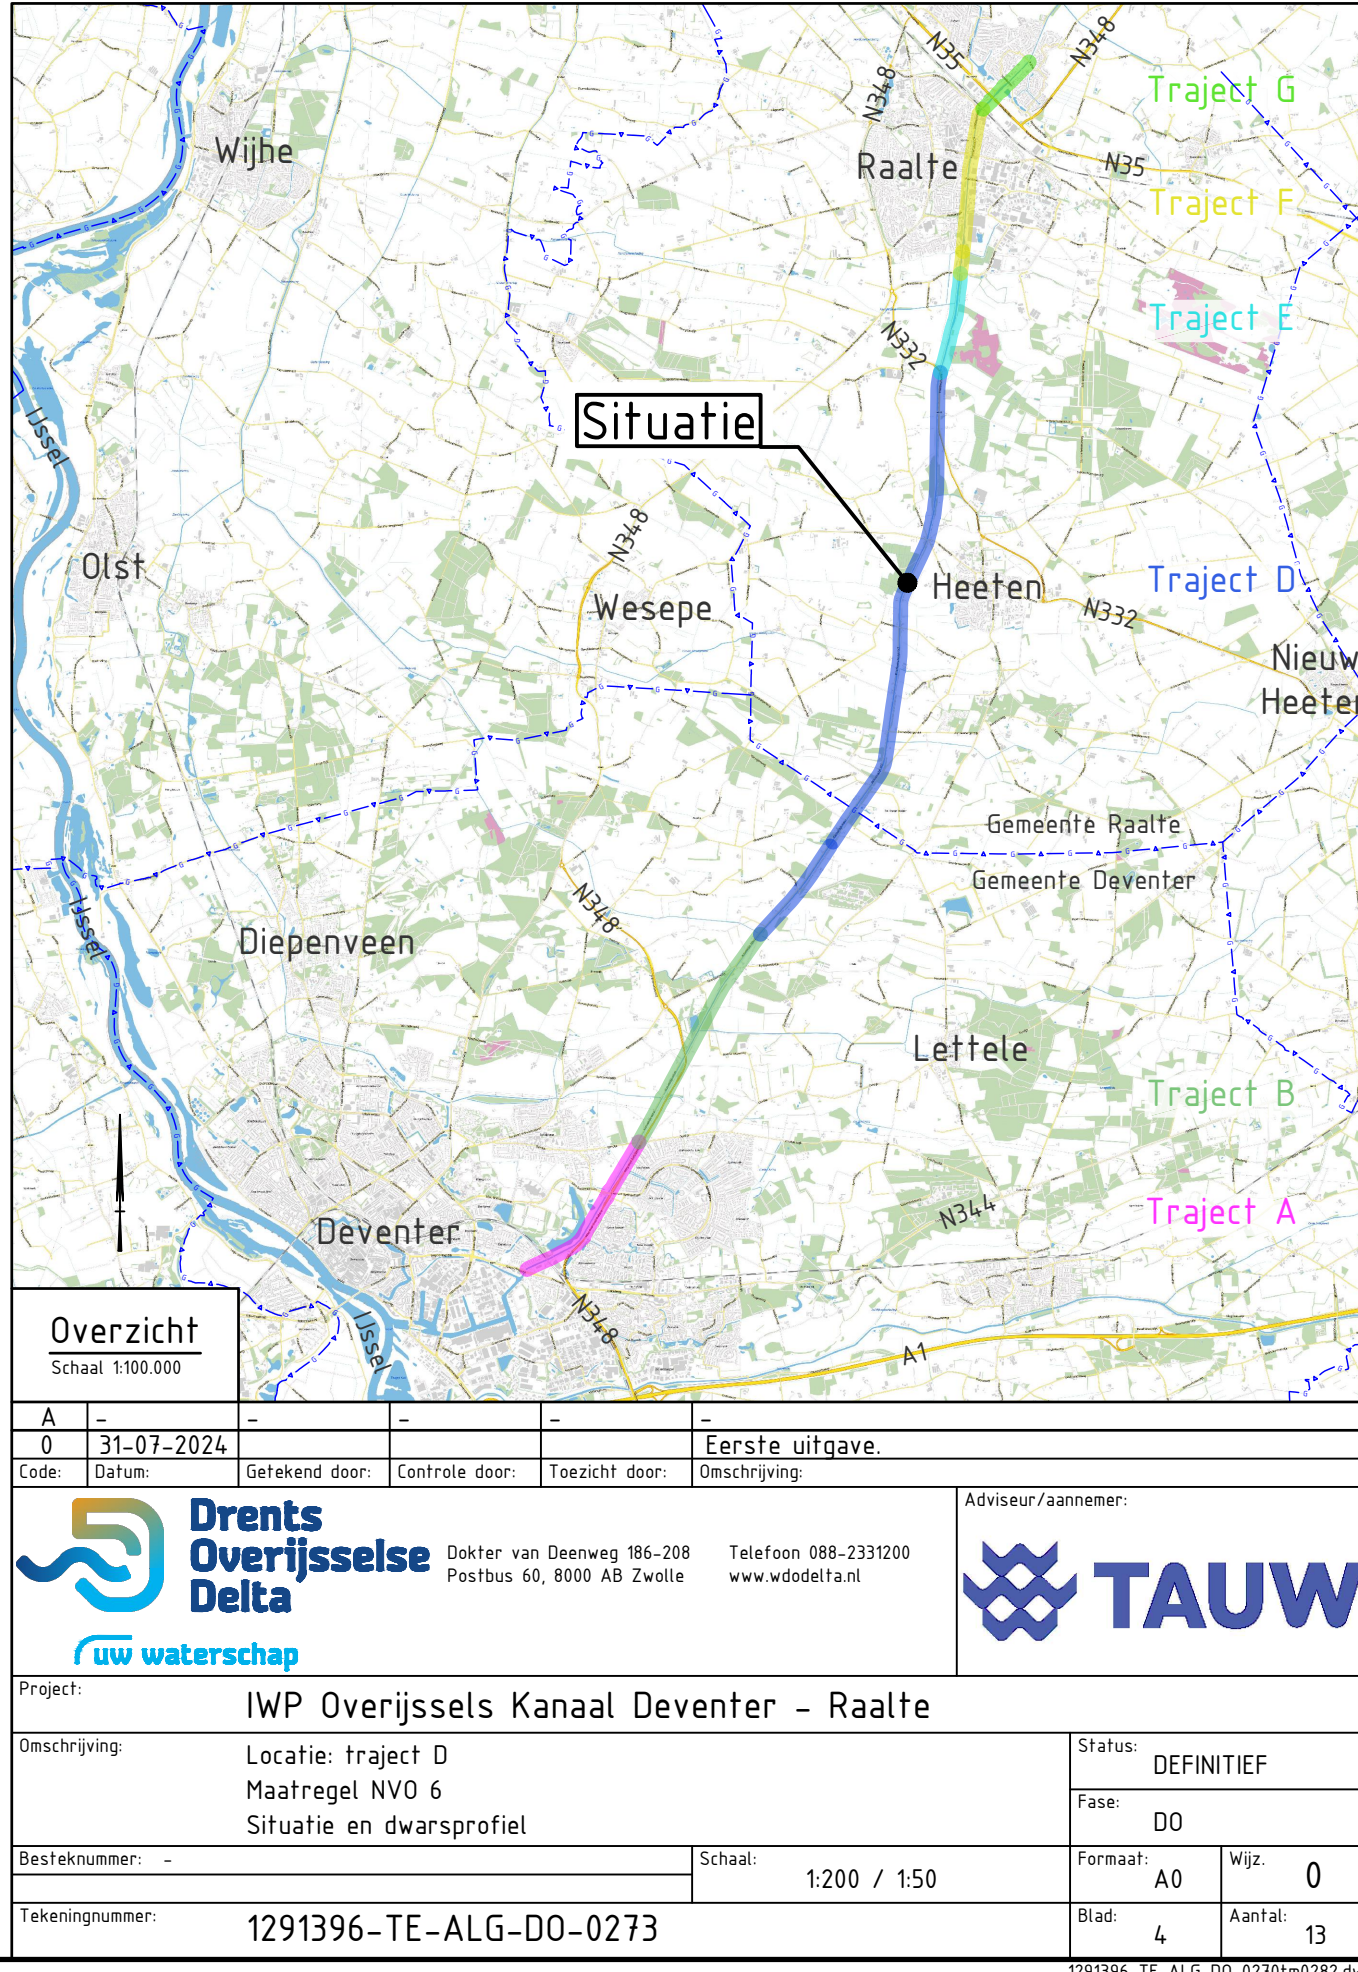 N35
N348
N348
Traject G
Wijhe
Raalte
N35
Traject F
Traject E
N332
Situatie
IJssel
N348
Olst
Heeten
Traject D
Wesepe
N332
Nieuw
Heeten
Gemeente Raalte
Gemeente Deventer
N348
IJssel
Diepenveen
Lettele
Traject B
N344
Traject A
Deventer
N348
IJssel
A1
Overzicht
Schaal 1:100.000
A - - - - -
0 31-07-2024 Eerste uitgave.
Code: Datum: Getekend door: Controle door: Toezicht door: Omschrijving:
Drents
Overijsselse
Delta
uw waterschap
Dokter van Deenweg 186-208
Postbus 60, 8000 AB Zwolle
Telefoon 088-2331200
www.wdodelta.nl
Adviseur/aannemer:
TAUW
Project: IWP Overijssels Kanaal Deventer - Raalte
Omschrijving: Locatie: traject D
Maatregel NVO 6
Situatie en dwarsprofiel
Status: DEFINITIEF
Fase: DO
Besteknummer: -
Schaal: 1:200 / 1:50
Formaat: A0
Wijz. 0
Tekeningnummer: 1291396-TE-ALG-DO-0273
Blad: 4
Aantal: 13
1291396-TE-ALG-DO-0270tm0282.dw